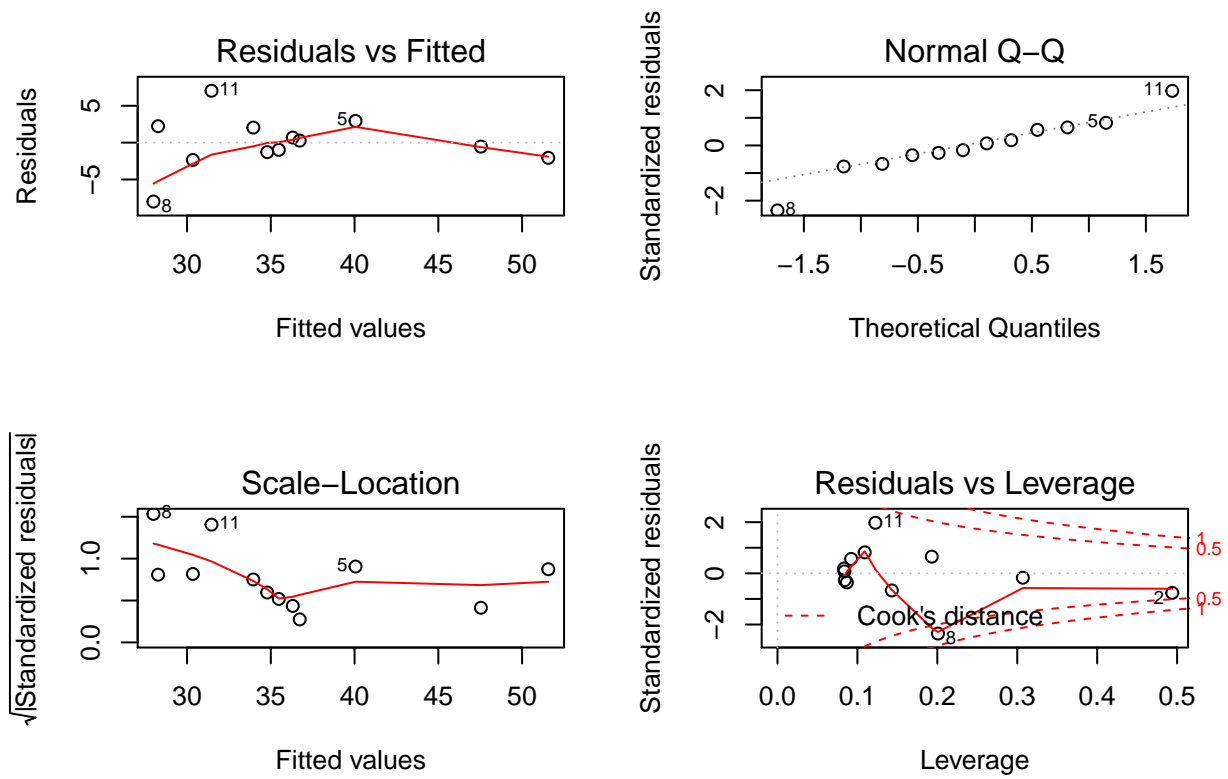 Residuals vs Fitted
Residuals
5
−5
11
5
8
30 35 40 45 50
Fitted values
Normal Q−Q
Standardized residuals
2
0
−2
11
5
8
−1.5 −0.5 0.5 1.5
Theoretical Quantiles
Scale−Location
√|Standardized residuals|
1.0
0.0
8
11
5
30 35 40 45 50
Fitted values
Residuals vs Leverage
Standardized residuals
2
0
−2
11
8
2
1
0.5
0.5
1
Cook's distance
0.0 0.1 0.2 0.3 0.4 0.5
Leverage